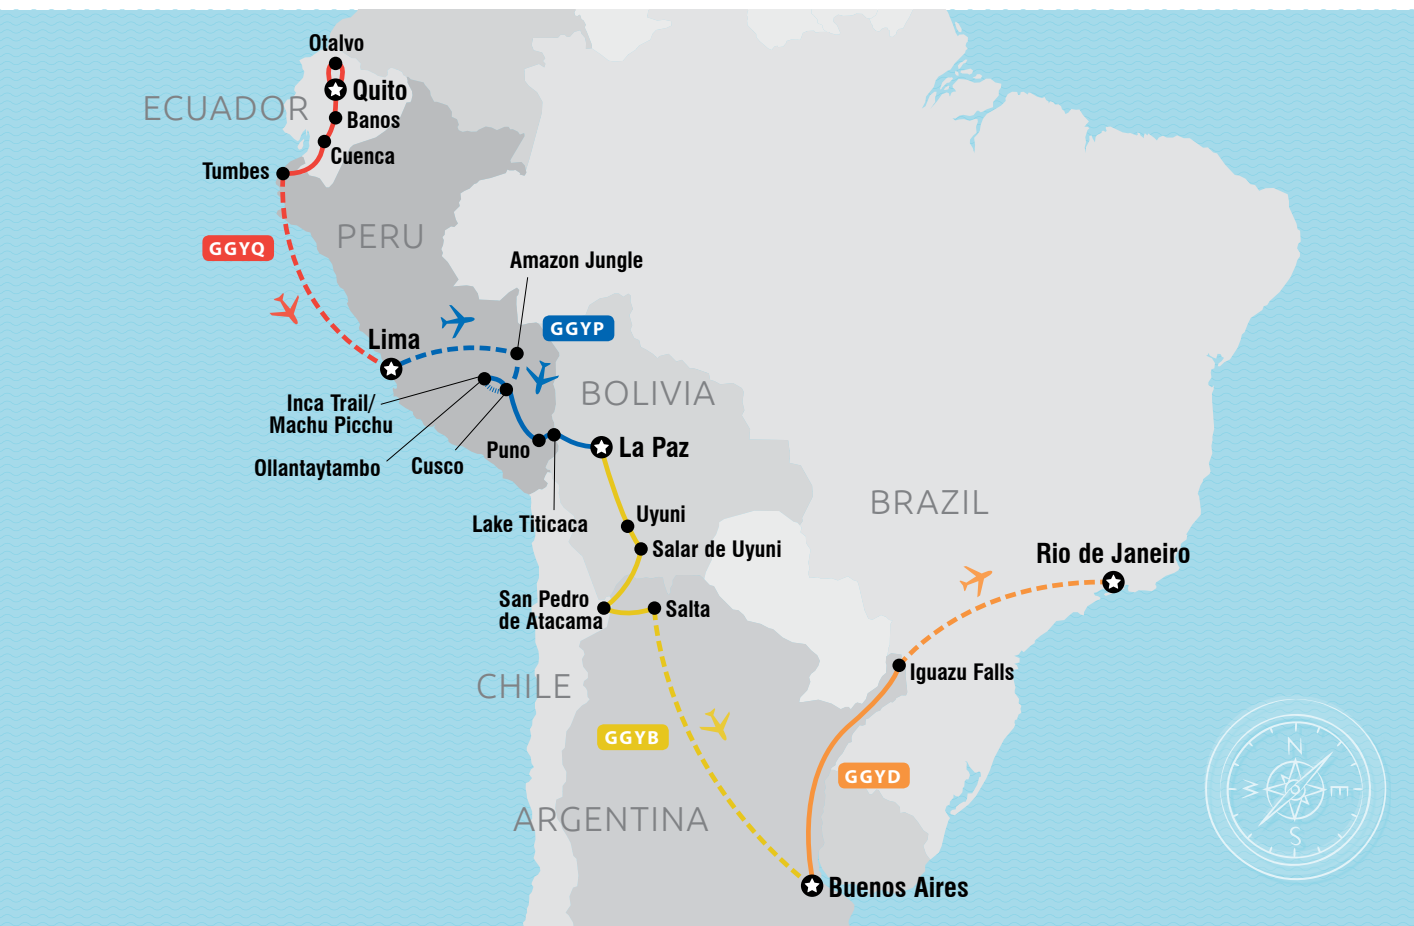 Otalvo
Quito
ECUADOR
Banos
Cuenca
Tumbes
PERU
GGYQ
Amazon Jungle
GGYP
Lima
BOLIVIA
Inca Trail/
Machu Picchu
Ollantaytambo
Cusco
Puno
La Paz
Lake Titicaca
Uyuni
BRAZIL
Salar de Uyuni
Rio de Janeiro
San Pedro
de Atacama
Salta
Iguazu Falls
CHILE
GGYB
GGYD
ARGENTINA
Buenos Aires
N
W
E
S